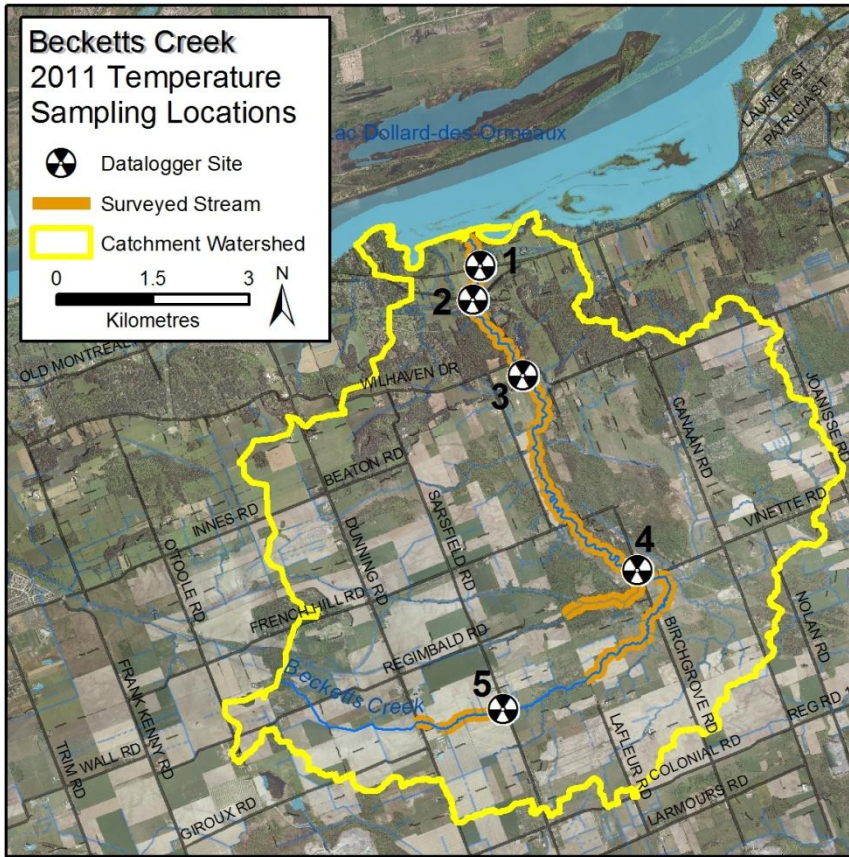 Becketts Creek
2011 Temperature
Sampling Locations
Datalogger Site
Surveyed Stream
Catchment Watershed
0 1.5 3
N
Kilometres
Lac Dollard-des-Ormeaux
LAURIER ST
PATRICIA ST
1
2
OLD MONTREAL
WILHAVEN DR
3
CANAAN RD
JOANISSE RD
BEATON RD
INNES RD
SARSFIELD RD
VINETTE RD
OTOOLE RD
DUNNING RD
4
FRENCH HILL RD
REGIMBALD RD
NOLAN RD
BIRCHGROVE RD
FRANK KENNY RD
Becketts Creek
5
REG RD 1
WALL RD
TRIM RD
LAFLEUR RD
COLONIAL RD
GIROUX RD
LARMOURS RD